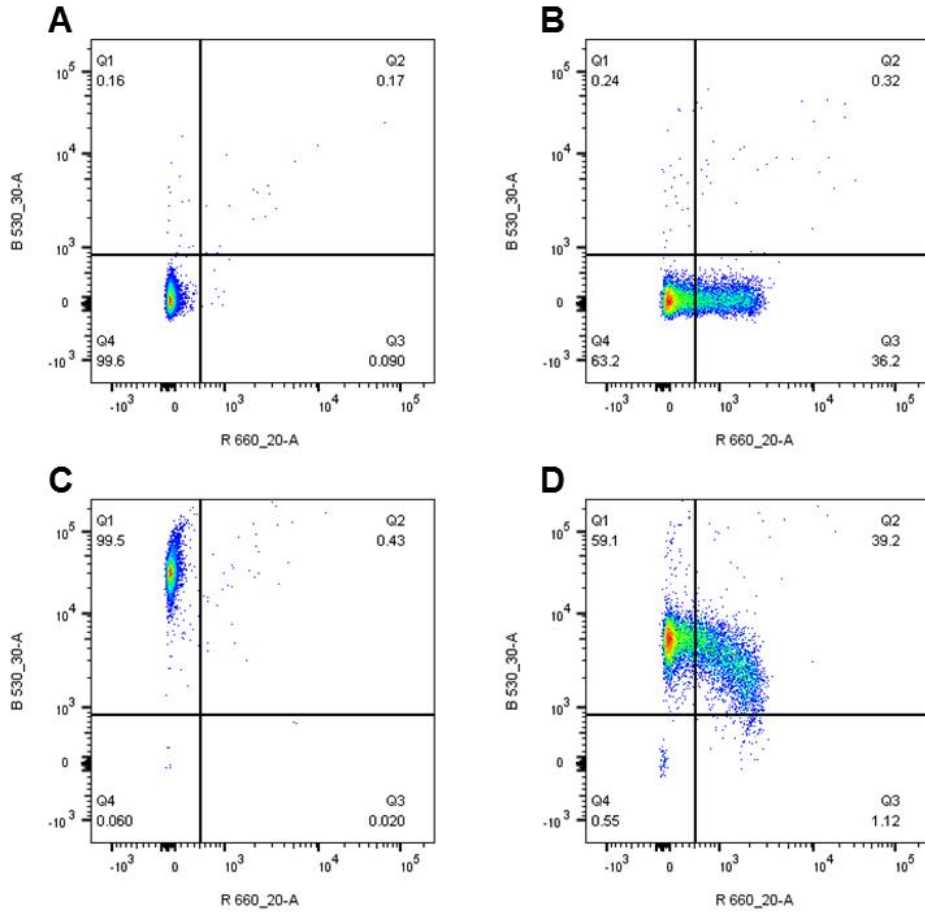 A
Q1
0.16
Q2
0.17
10^5
10^4
10^3
0
-10^3
B 530_30-A
Q4
99.6
Q3
0.090
-10^3 0 10^3 10^4 10^5
R 660_20-A
B
Q1
0.24
Q2
0.32
10^5
10^4
10^3
0
-10^3
B 530_30-A
Q4
63.2
Q3
36.2
-10^3 0 10^3 10^4 10^5
R 660_20-A
C
Q1
99.5
Q2
0.43
10^5
10^4
10^3
0
-10^3
B 530_30-A
Q4
0.060
Q3
0.020
-10^3 0 10^3 10^4 10^5
R 660_20-A
D
Q1
59.1
Q2
39.2
10^5
10^4
10^3
0
-10^3
B 530_30-A
Q4
0.55
Q3
1.12
-10^3 0 10^3 10^4 10^5
R 660_20-A